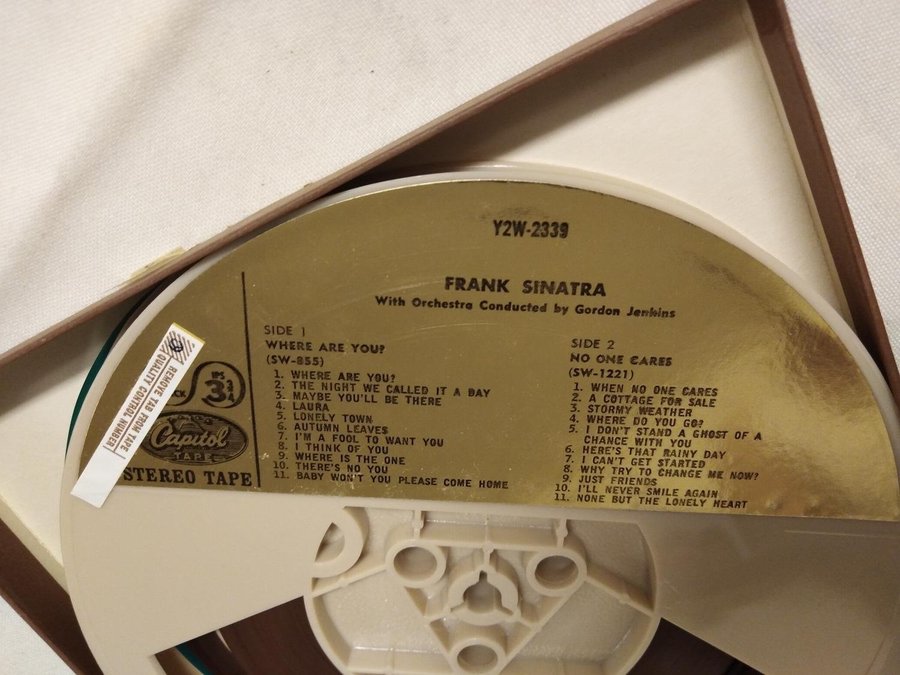 Y2W-2339
FRANK SINATRA
With Orchestra Conducted by Gordon Jenkins
SIDE 1
WHERE ARE YOU?
(SW-855)
1. WHERE ARE YOU?
2. THE NIGHT WE CALLED IT A DAY
3. MAYBE YOU'LL BE THERE
4. LAURA
5. LONELY TOWN
6. AUTUMN LEAVES
7. I'M A FOOL TO WANT YOU
8. I THINK OF YOU
9. WHERE IS THE ONE
10. THERE'S NO YOU
11. BABY WON'T YOU PLEASE COME HOME
SIDE 2
NO ONE CARES
(SW-1221)
1. WHEN NO ONE CARES
2. A COTTAGE FOR SALE
3. STORMY WEATHER
4. WHERE DO YOU GO?
5. I DON'T STAND A GHOST OF A
CHANCE WITH YOU
6. HERE'S THAT RAINY DAY
7. I CAN'T GET STARTED
8. WHY TRY TO CHANGE ME NOW?
9. JUST FRIENDS
10. I'LL NEVER SMILE AGAIN
11. NONE BUT THE LONELY HEART
IPS
3¾
Capitol
TAPE
STEREO TAPE
REMOVE TAB FROM TAPE
QUALITY CONTROL NUMBER